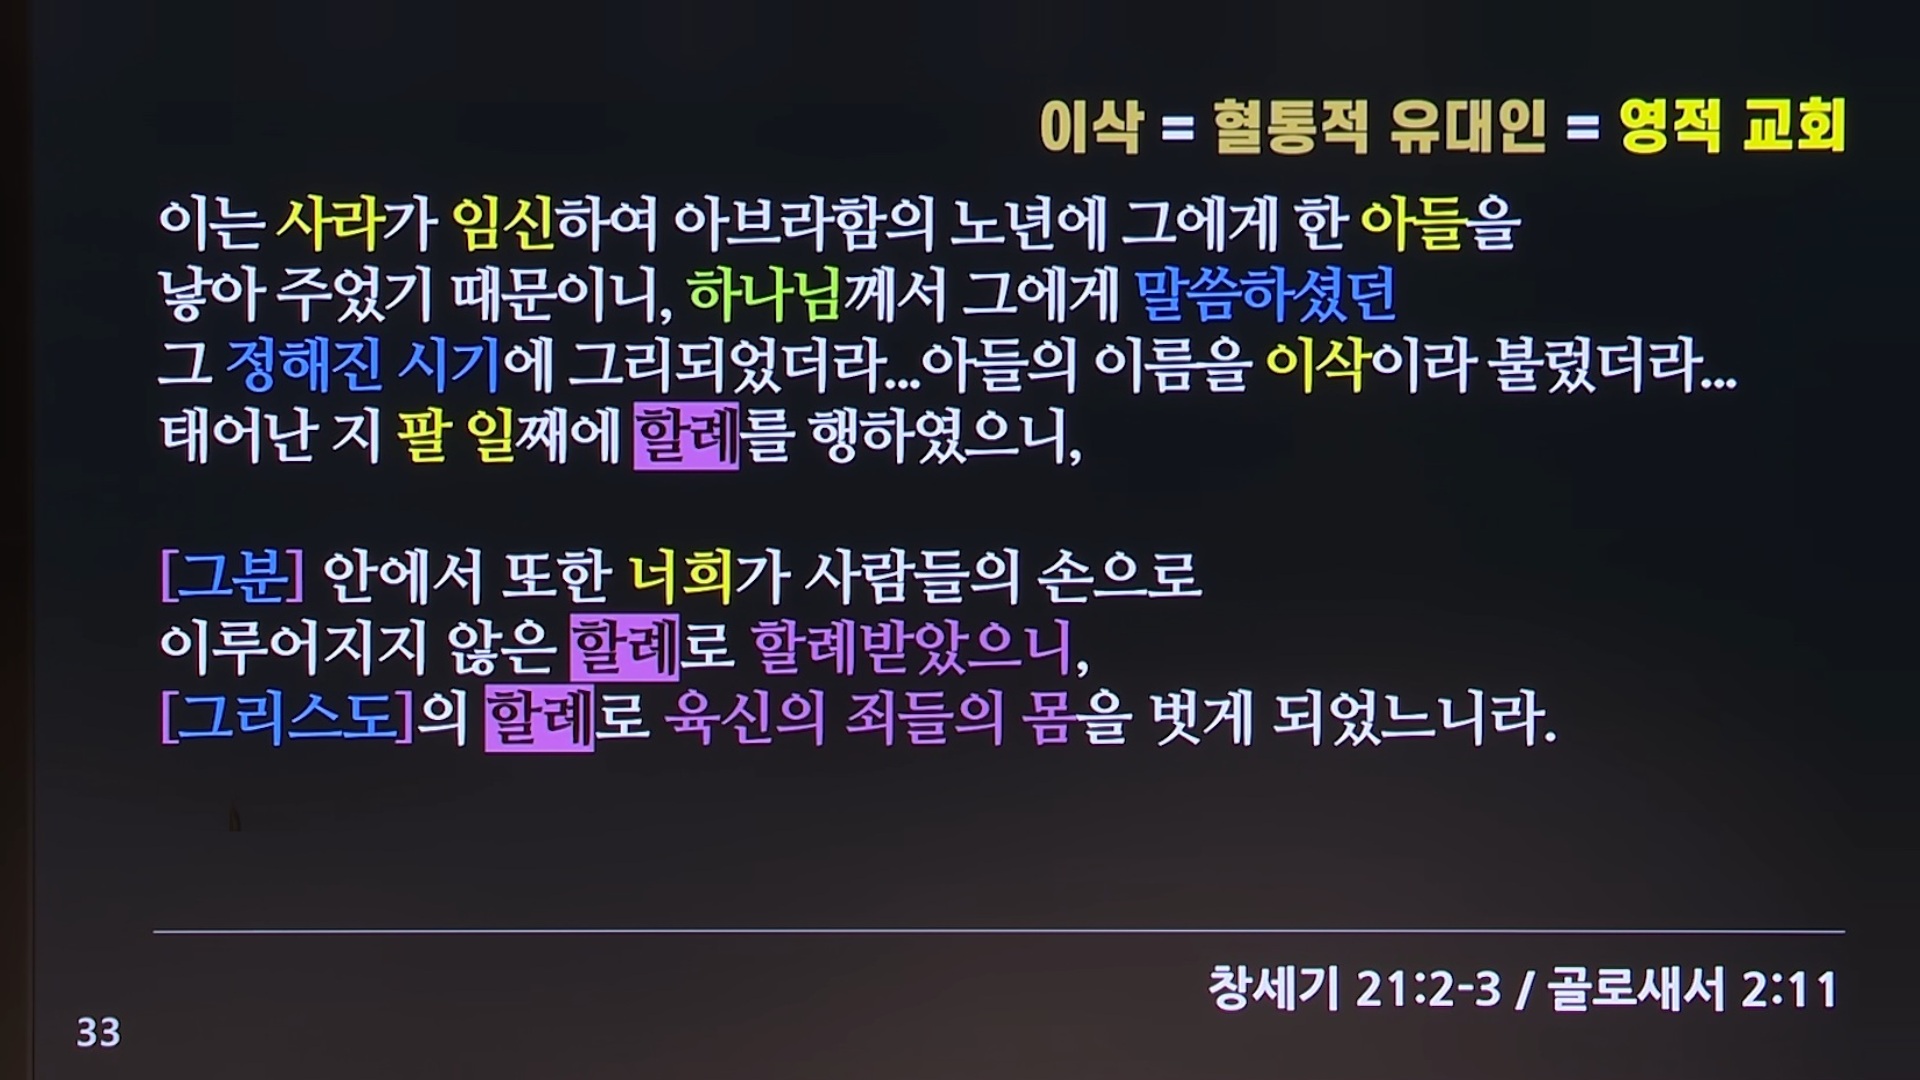 이삭 = 혈통적 유대인 = 영적 교회
이는 사라가 임신하여 아브라함의 노년에 그에게 한 아들을
낳아 주었기 때문이니, 하나님께서 그에게 말씀하셨던
그 정해진 시기에 그리되었더라...아들의 이름을 이삭이라 불렀더라...
태어난 지 팔 일째에 할례를 행하였으니,
[그분] 안에서 또한 너희가 사람들의 손으로
이루어지지 않은 할례로 할례받았으니,
[그리스도]의 할례로 육신의 죄들의 몸을 벗게 되었느니라.
창세기 21:2-3 / 골로새서 2:11
33